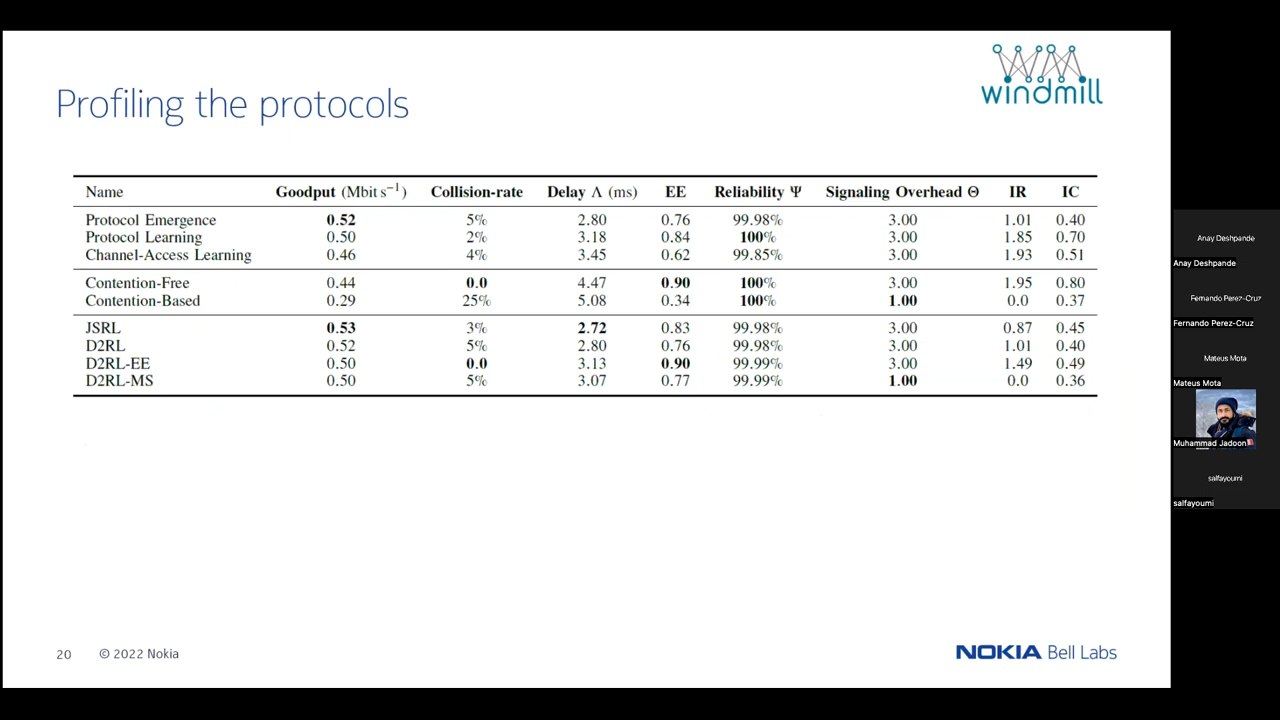 windmill
Profiling the protocols
Name Goodput (Mbit s⁻¹) Collision-rate Delay Λ (ms) EE Reliability Ψ Signaling Overhead Θ IR IC
Protocol Emergence 0.52 5% 2.80 0.76 99.98% 3.00 1.01 0.40
Protocol Learning 0.50 2% 3.18 0.84 100% 3.00 1.85 0.70
Channel-Access Learning 0.46 4% 3.45 0.62 99.85% 3.00 1.93 0.51
Contention-Free 0.44 0.0 4.47 0.90 100% 3.00 1.95 0.80
Contention-Based 0.29 25% 5.08 0.34 100% 1.00 0.0 0.37
JSRL 0.53 3% 2.72 0.83 99.98% 3.00 0.87 0.45
D2RL 0.52 5% 2.80 0.76 99.98% 3.00 1.01 0.40
D2RL-EE 0.50 0.0 3.13 0.90 99.99% 3.00 1.49 0.49
D2RL-MS 0.50 5% 3.07 0.77 99.99% 1.00 0.0 0.36
20 © 2022 Nokia
NOKIA Bell Labs
Anay Deshpande
Anay Deshpande
Fernando Perez-Cruz
Fernando Perez-Cruz
Mateus Mota
Mateus Mota
Muhammad Jadoon
salfayoumi
salfayoumi